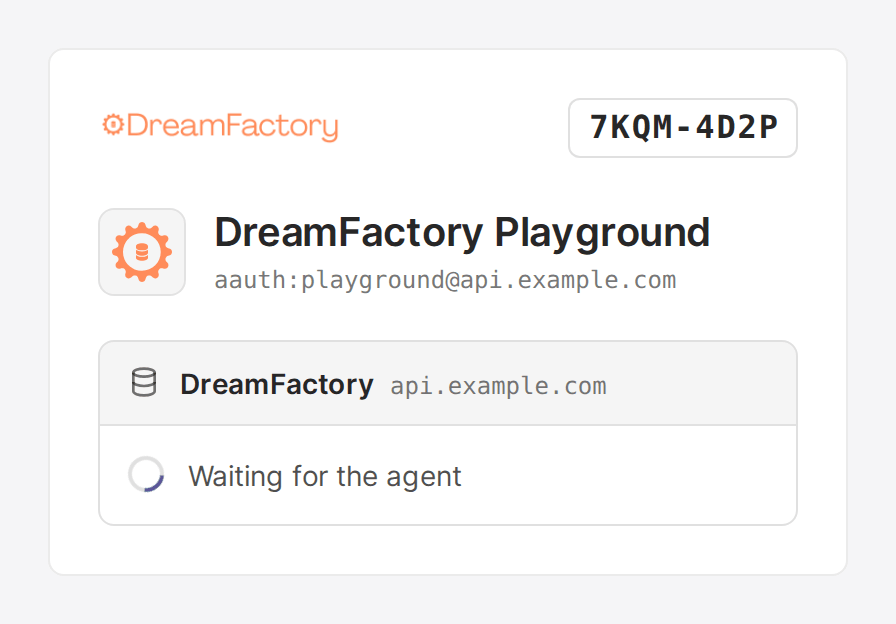 DreamFactory
7KQM-4D2P
DreamFactory Playground
aauth:playground@api.example.com
DreamFactory api.example.com
Waiting for the agent